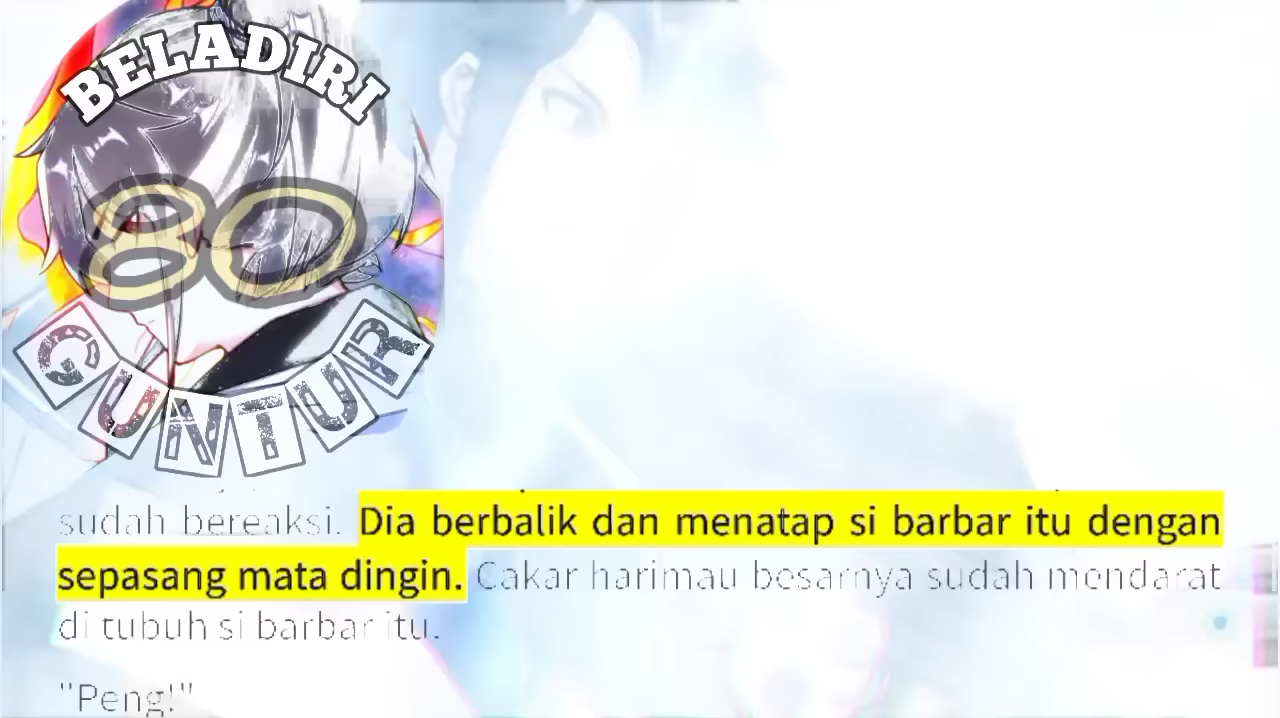 BELADIRI
80
GUNTUR
sudah bereaksi. Dia berbalik dan menatap si barbar itu dengan
sepasang mata dingin. Cakar harimau besarnya sudah mendarat
di tubuh si barbar itu.
"Peng!"